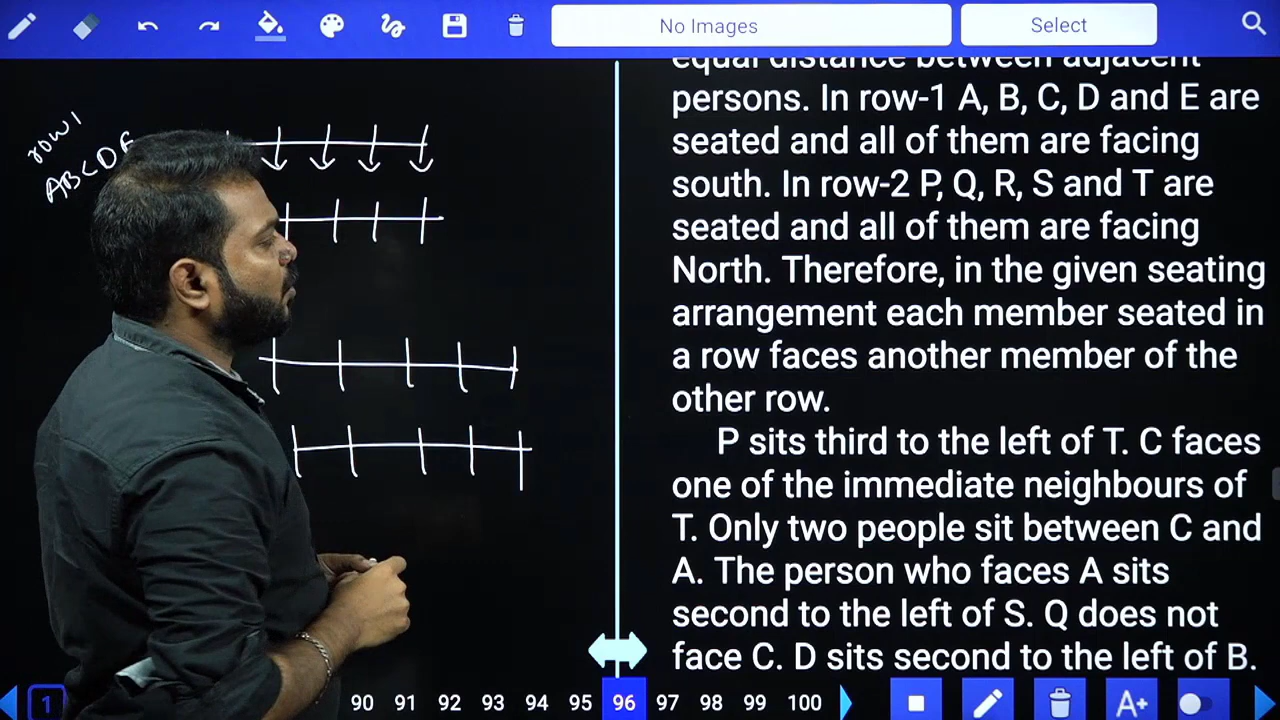 No Images
Select
equal distance between adjacent
persons. In row-1 A, B, C, D and E are
seated and all of them are facing
south. In row-2 P, Q, R, S and T are
seated and all of them are facing
North. Therefore, in the given seating
arrangement each member seated in
a row faces another member of the
other row.
P sits third to the left of T. C faces
one of the immediate neighbours of
T. Only two people sit between C and
A. The person who faces A sits
second to the left of S. Q does not
face C. D sits second to the left of B.
row 1
ABCD
1
90 91 92 93 94 95 96 97 98 99 100
A+